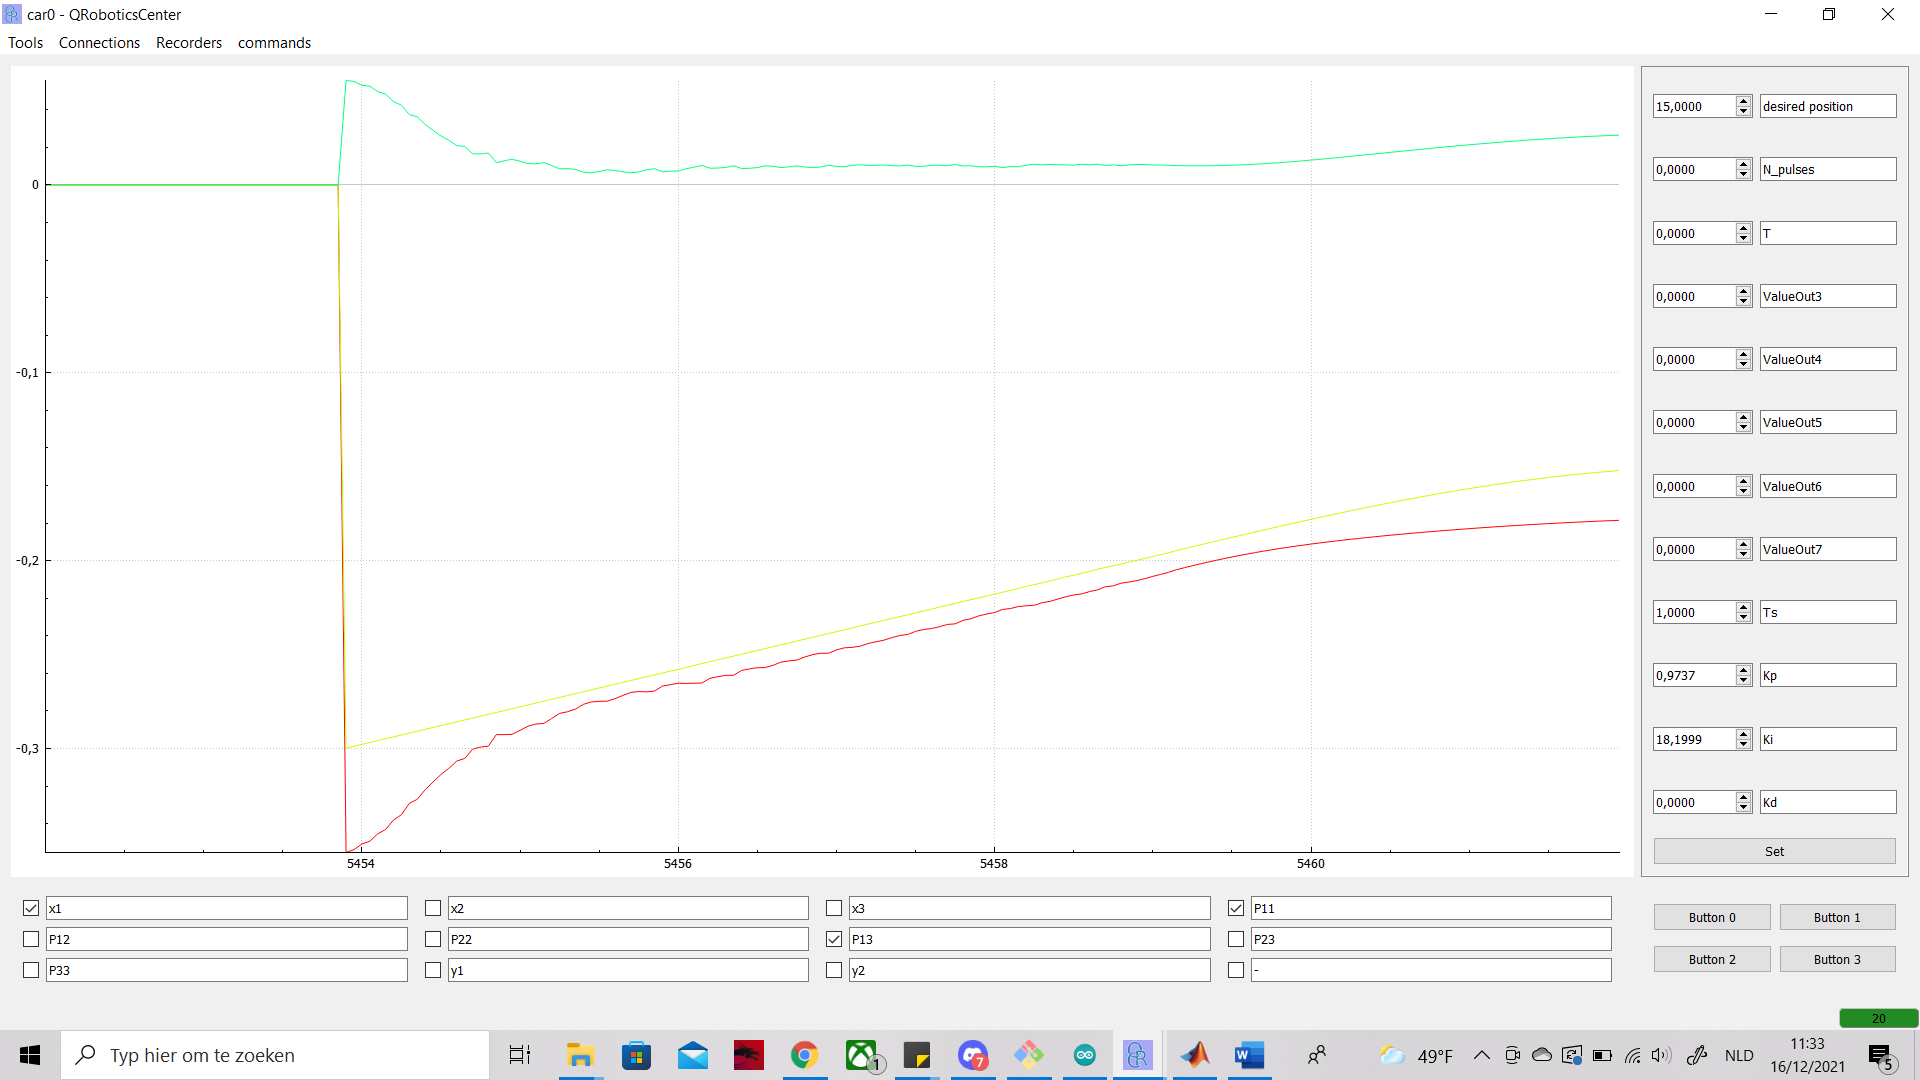 car0 - QRoboticsCenter
Tools Connections Recorders commands
0
-0,1
-0,2
-0,3
5454 5456 5458 5460
15,0000 desired position
0,0000 N_pulses
0,0000 T
0,0000 ValueOut3
0,0000 ValueOut4
0,0000 ValueOut5
0,0000 ValueOut6
0,0000 ValueOut7
1,0000 Ts
0,9737 Kp
18,1999 Ki
0,0000 Kd
Set
x1 x2 x3 P11
P12 P22 P13 P23
P33 y1 y2 -
Button 0 Button 1
Button 2 Button 3
20
Typ hier om te zoeken
1
7
49°F
NLD
11:33
16/12/2021
5